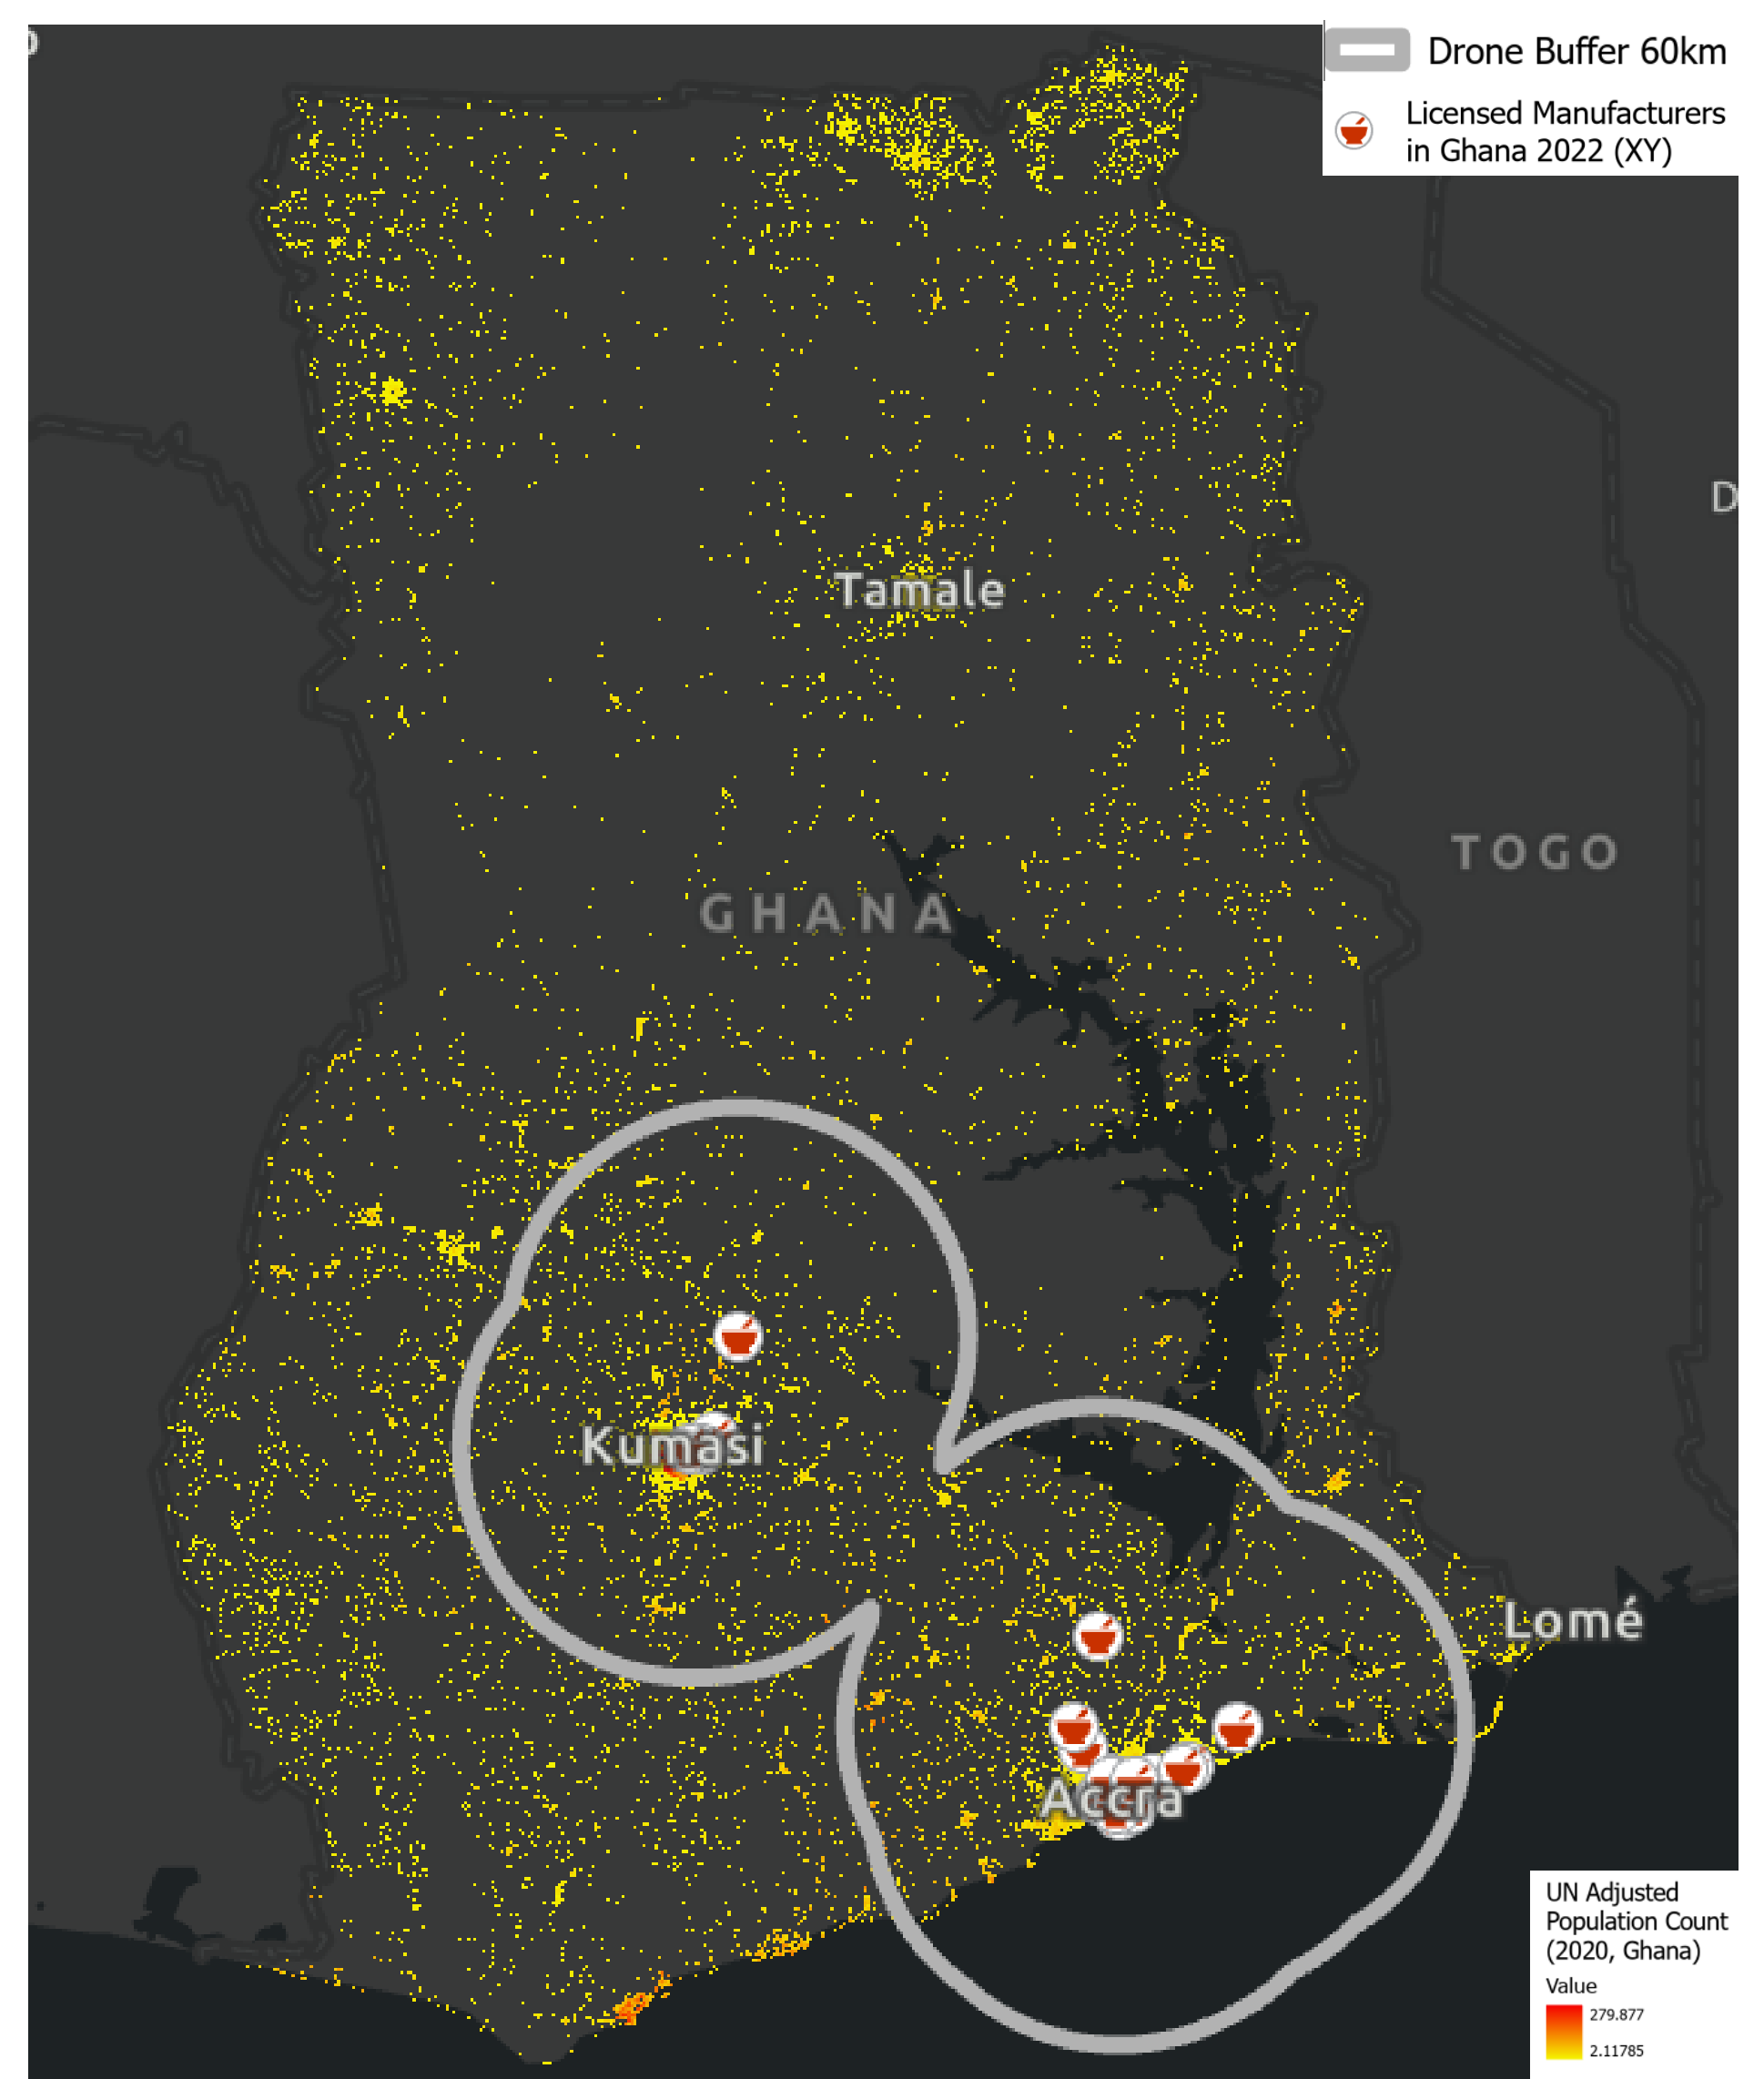 Drone Buffer 60km
Licensed Manufacturers
in Ghana 2022 (XY)
D
Tamale
TOGO
GHANA
Kumasi
Lomé
Accra
UN Adjusted
Population Count
(2020, Ghana)
Value
279.877
2.11785